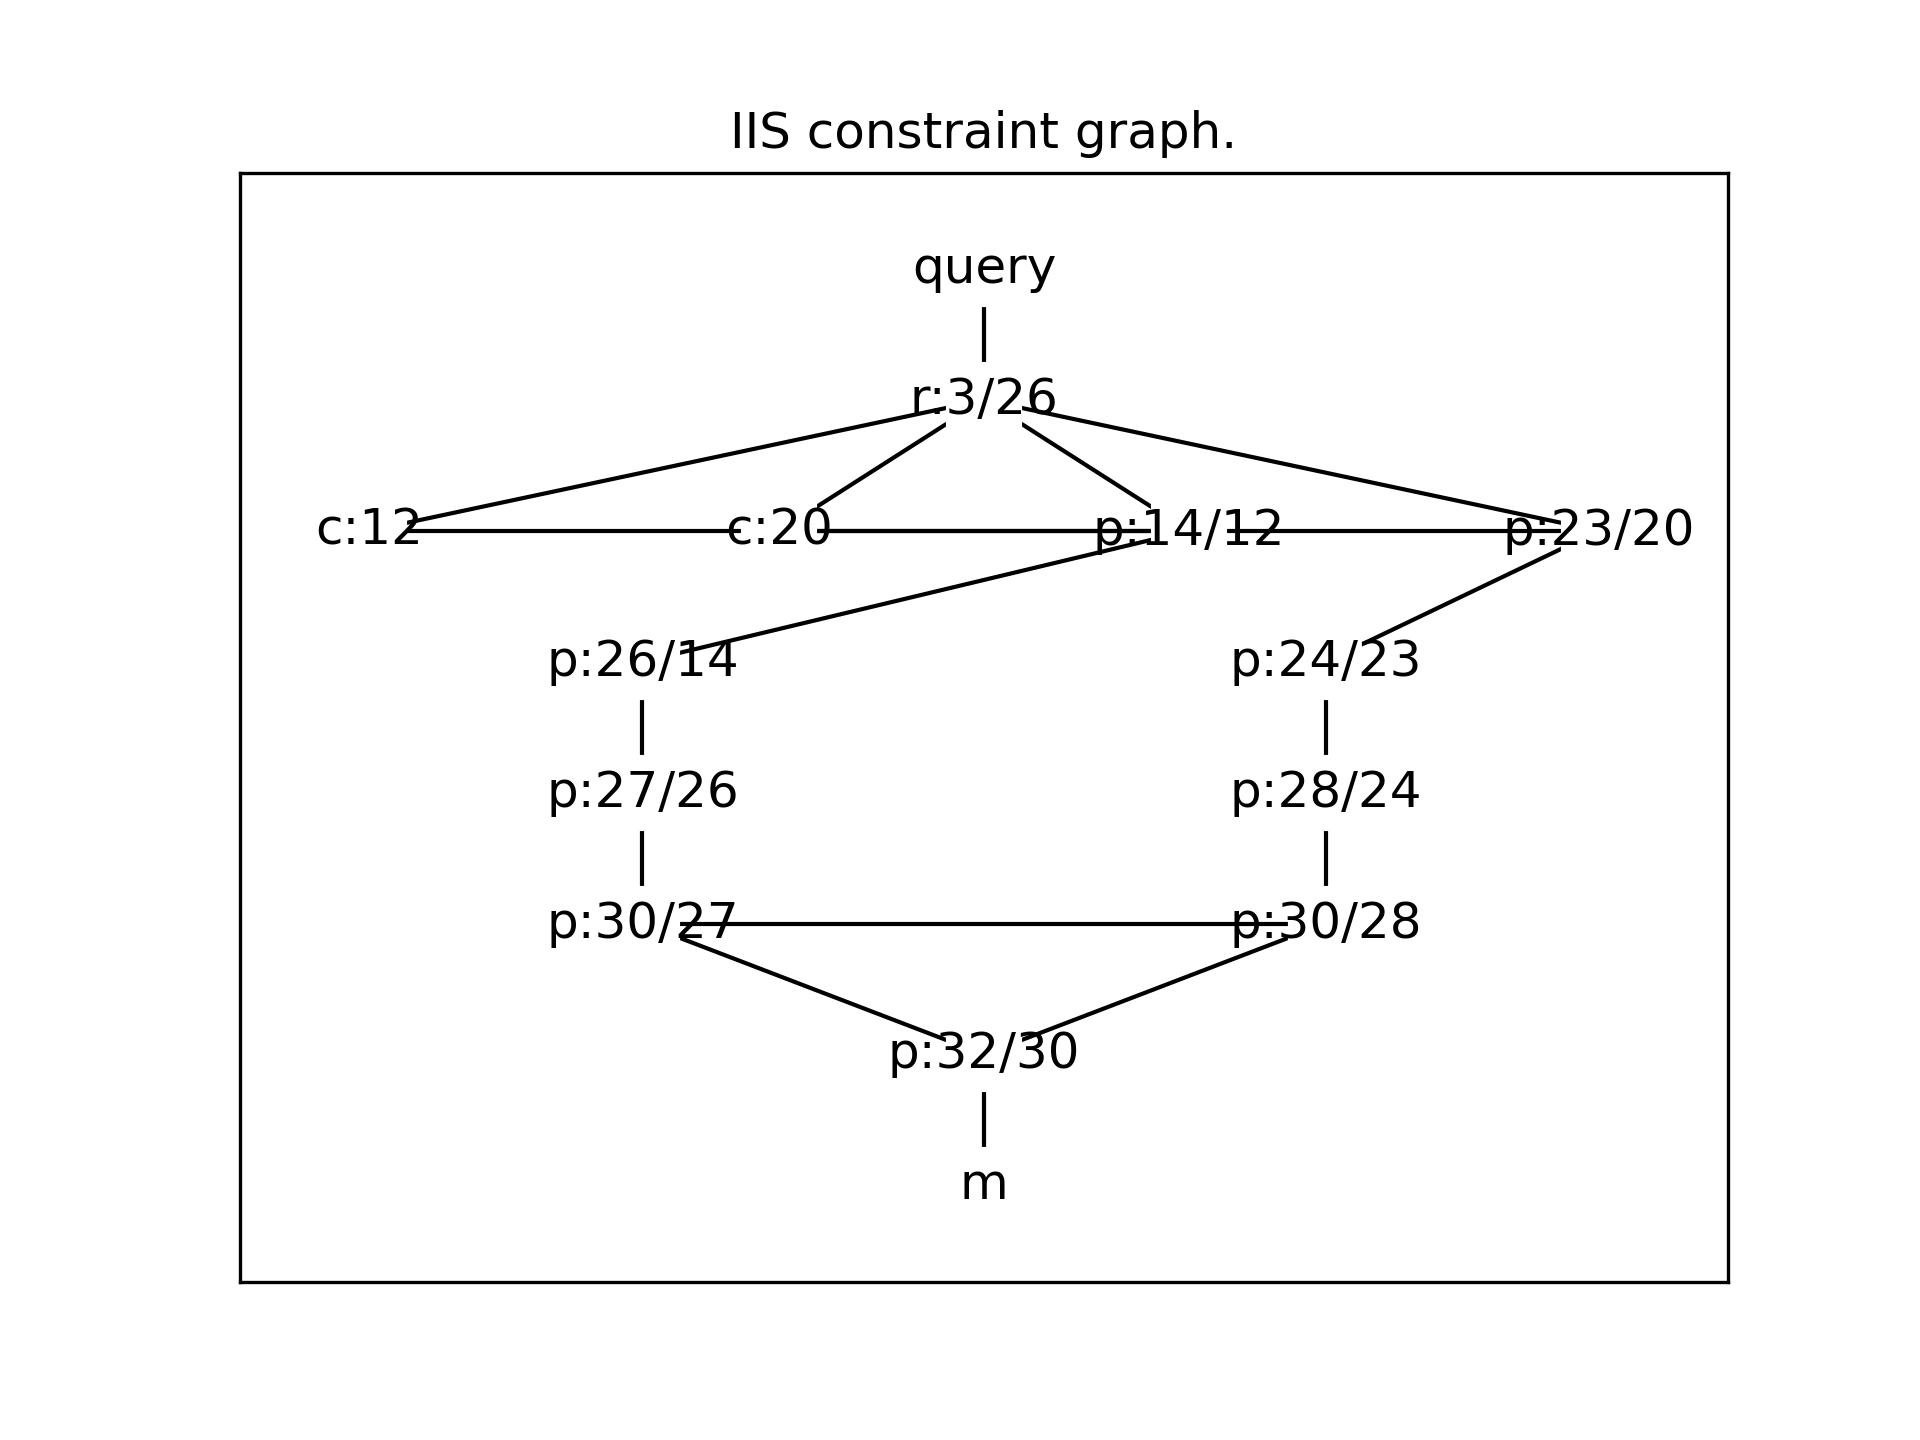 IIS constraint graph.
query
r:3/26
c:12 c:20 p:14/12 p:23/20
p:26/14 p:24/23
p:27/26 p:28/24
p:30/27 p:30/28
p:32/30
m